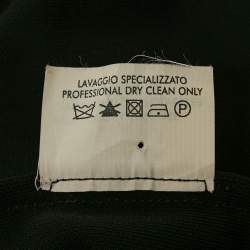 LAVAGGIO SPECIALIZZATO
PROFESSIONAL DRY CLEAN ONLY